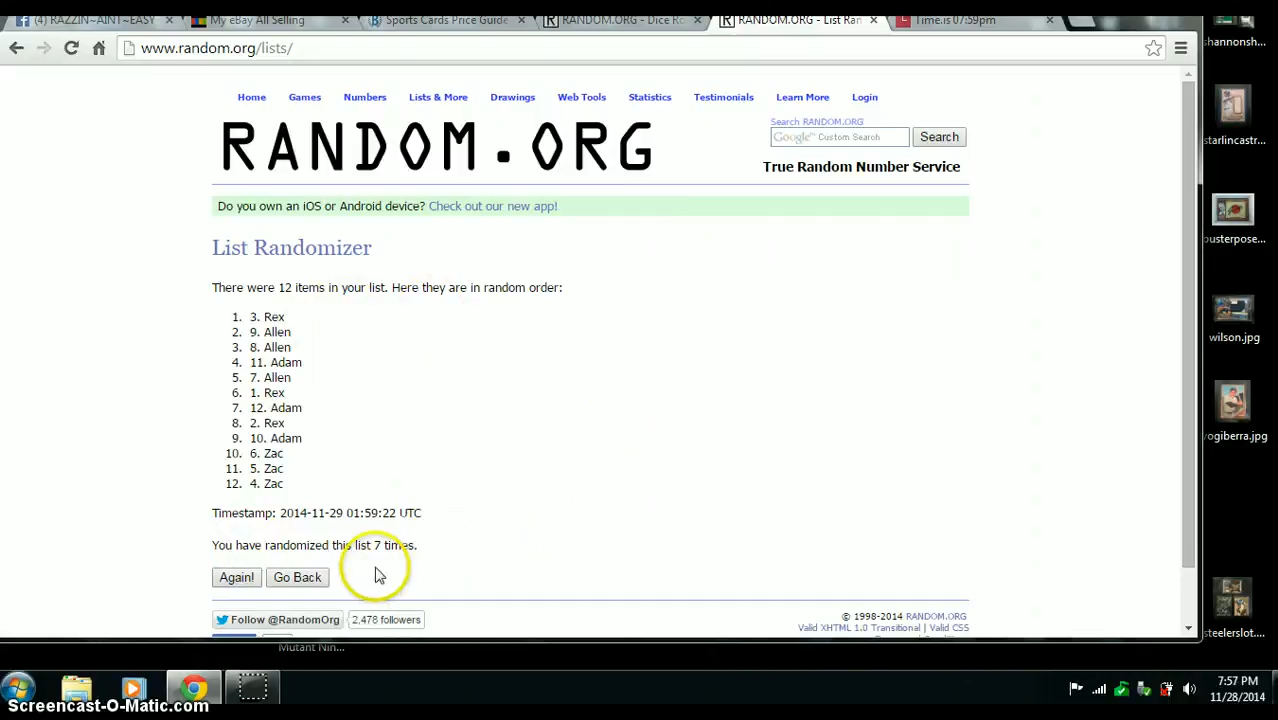 (4) RAZZIN~AINT~EASY × My eBay All Selling × Sports Cards Price Guide × RANDOM.ORG - Dice Ro × RANDOM.ORG - List Ran × Time.is 07:59pm ×
www.random.org/lists/
Home Games Numbers Lists & More Drawings Web Tools Statistics Testimonials Learn More Login
RANDOM.ORG
Search RANDOM.ORG
Google™ Custom Search Search
True Random Number Service
Do you own an iOS or Android device? Check out our new app!
List Randomizer
There were 12 items in your list. Here they are in random order:
1. 3. Rex
2. 9. Allen
3. 8. Allen
4. 11. Adam
5. 7. Allen
6. 1. Rex
7. 12. Adam
8. 2. Rex
9. 10. Adam
10. 6. Zac
11. 5. Zac
12. 4. Zac
Timestamp: 2014-11-29 01:59:22 UTC
You have randomized this list 7 times.
Again! Go Back
Follow @RandomOrg 2,478 followers
© 1998-2014 RANDOM.ORG
Valid XHTML 1.0 Transitional | Valid CSS
shannonsh...
starlincastr...
busterpose...
wilson.jpg
yogiberra.jpg
steelerslot....
Mutant Nin...
7:57 PM
11/28/2014
Screencast-O-Matic.com